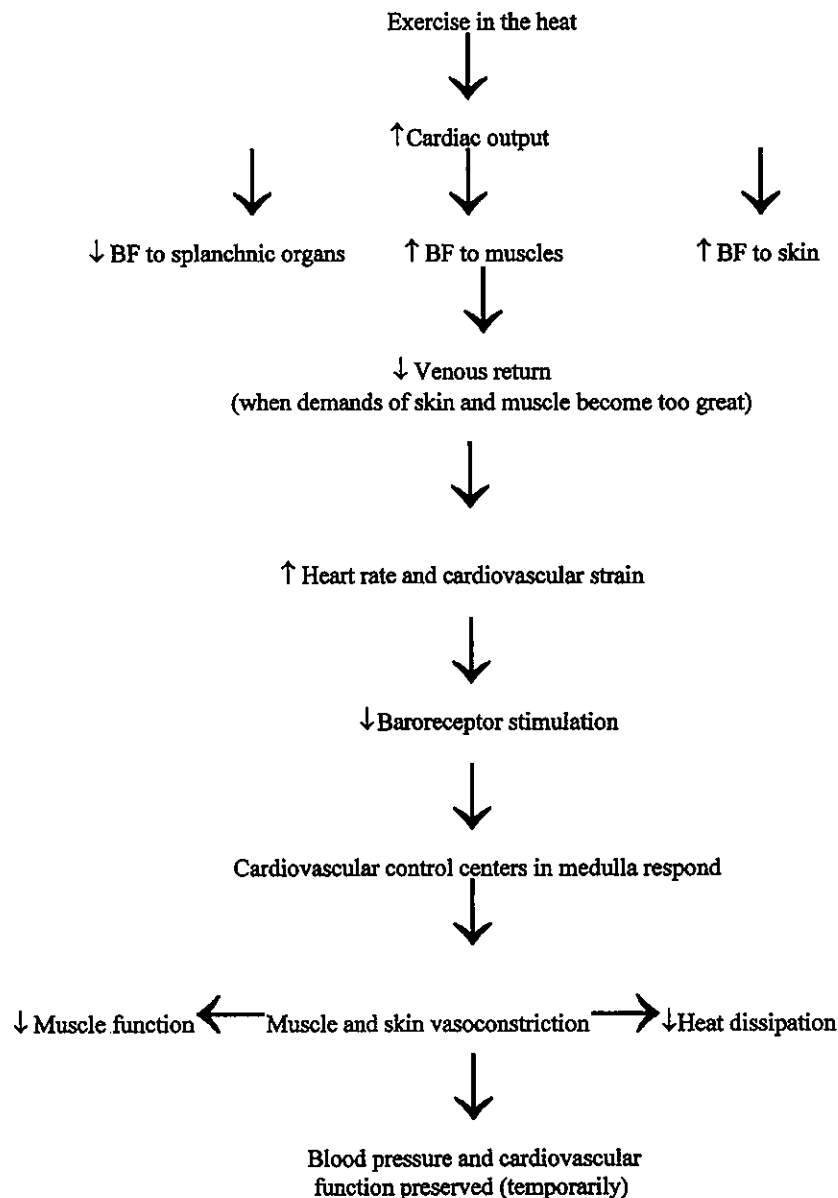 Exercise in the heat
↑ Cardiac output
↓ BF to splanchnic organs ↑ BF to muscles ↑ BF to skin
↓ Venous return
(when demands of skin and muscle become too great)
↑ Heart rate and cardiovascular strain
↓ Baroreceptor stimulation
Cardiovascular control centers in medulla respond
↓ Muscle function Muscle and skin vasoconstriction ↓ Heat dissipation
Blood pressure and cardiovascular
function preserved (temporarily)